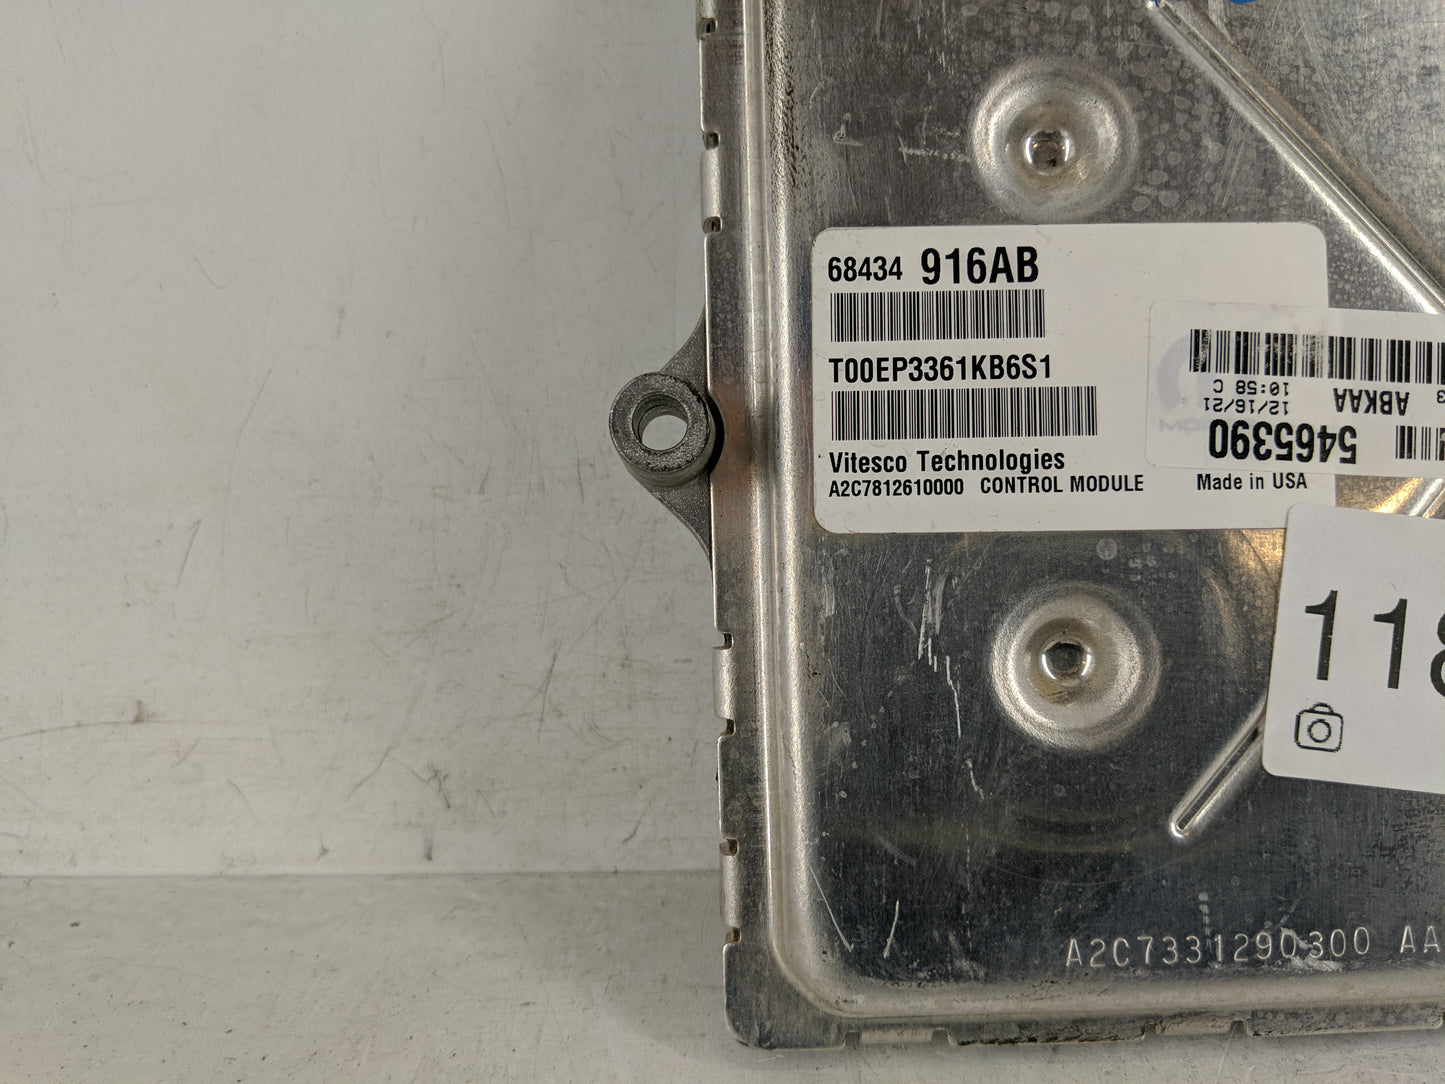 68434 916AB
T00EP3361KB6S1
Vitesco Technologies
A2C7812610000 CONTROL MODULE Made in USA
5465390
12/16/21 ABKAA
10:58 C
118
A2C7331290300 AA